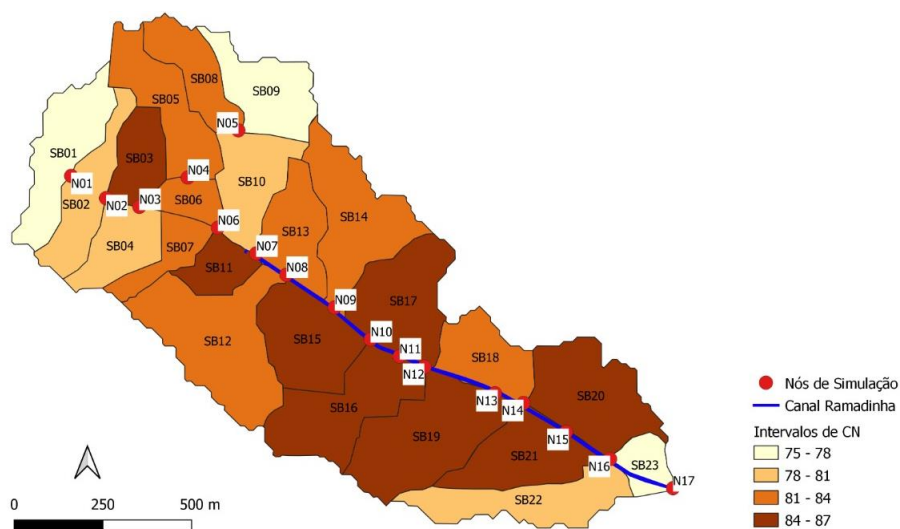 SB08
SB09
SB05
N05
SB01
SB03
N01
N04
SB10
SB02
N02
N03
SB06
SB14
SB04
N06
SB13
SB07
N07
SB11
N08
N09
SB17
SB12
SB15
N10
N11
N12
SB18
SB16
N13
N14
SB20
SB19
N15
SB21
N16
SB23
N17
SB22
Nós de Simulação
Canal Ramadinha
Intervalos de CN
75 - 78
78 - 81
81 - 84
84 - 87
0 250 500 m